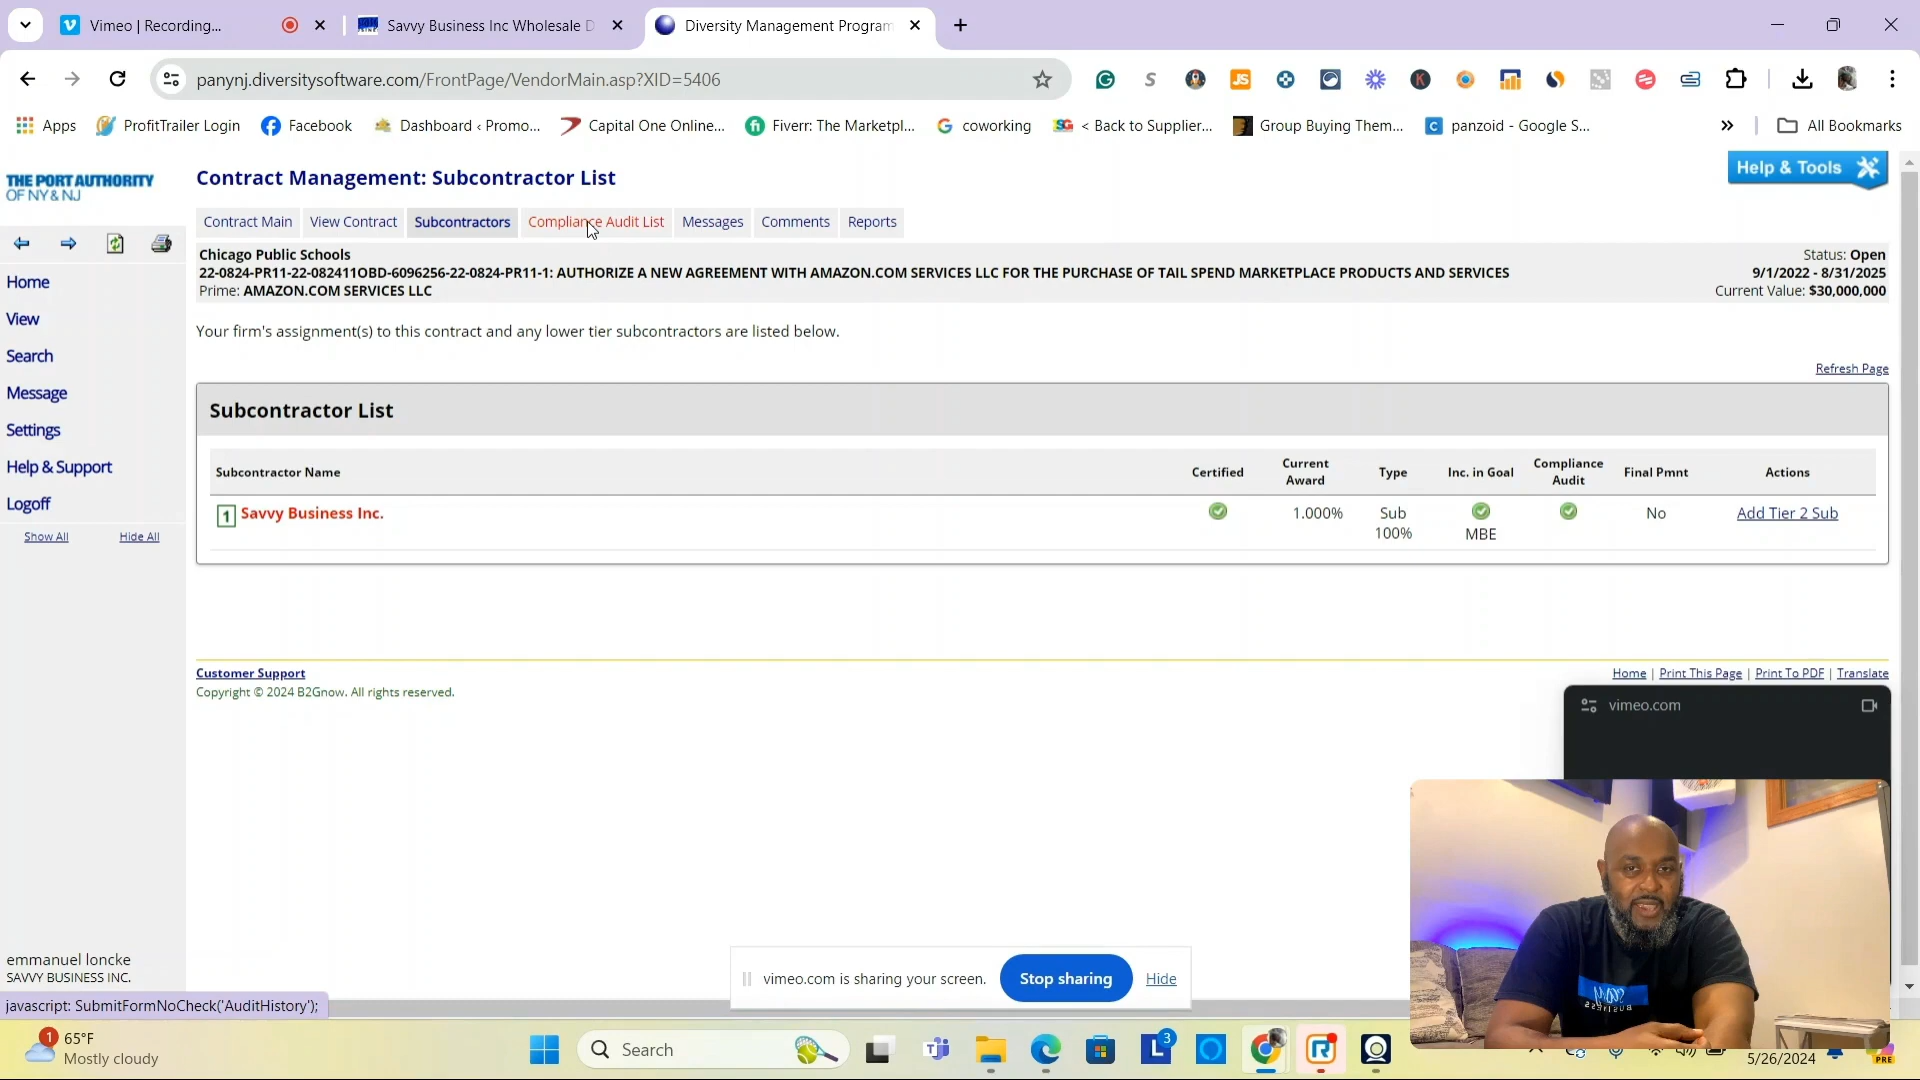 Vimeo | Recording...
Savvy Business Inc Wholesale D
Diversity Management Program
panynj.diversitysoftware.com/FrontPage/VendorMain.asp?XID=5406
Apps
ProfitTrailer Login
Facebook
Dashboard ‹ Promo...
Capital One Online...
Fiverr: The Marketpl...
coworking
< Back to Supplier...
Group Buying Them...
panzoid - Google S...
All Bookmarks
THE PORT AUTHORITY
OF NY & NJ
Contract Management: Subcontractor List
Help & Tools
Contract Main
View Contract
Subcontractors
Compliance Audit List
Messages
Comments
Reports
Chicago Public Schools
22-0824-PR11-22-082411OBD-6096256-22-0824-PR11-1: AUTHORIZE A NEW AGREEMENT WITH AMAZON.COM SERVICES LLC FOR THE PURCHASE OF TAIL SPEND MARKETPLACE PRODUCTS AND SERVICES
Prime: AMAZON.COM SERVICES LLC
Status: Open
9/1/2022 - 8/31/2025
Current Value: $30,000,000
Home
View
Search
Message
Settings
Help & Support
Logoff
Show All
Hide All
Your firm's assignment(s) to this contract and any lower tier subcontractors are listed below.
Refresh Page
Subcontractor List
Subcontractor Name
Certified
Current
Award
Type
Inc. in Goal
Compliance
Audit
Final Pmnt
Actions
1 Savvy Business Inc.
1.000%
Sub
100%
MBE
No
Add Tier 2 Sub
Customer Support
Copyright © 2024 B2Gnow. All rights reserved.
Home | Print This Page | Print To PDF | Translate
vimeo.com
emmanuel loncke
SAVVY BUSINESS INC.
vimeo.com is sharing your screen.
Stop sharing
Hide
javascript: SubmitFormNoCheck('AuditHistory');
1
65°F
Mostly cloudy
Search
3
5/26/2024
PRE